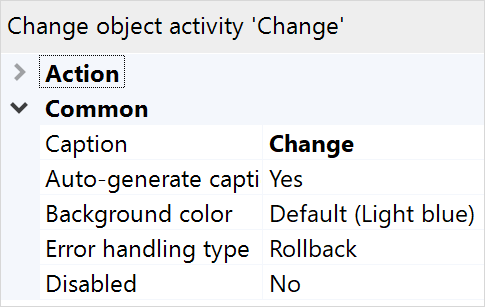 Change object activity 'Change'
Action
Common
Caption Change
Auto-generate capti Yes
Background color Default (Light blue)
Error handling type Rollback
Disabled No